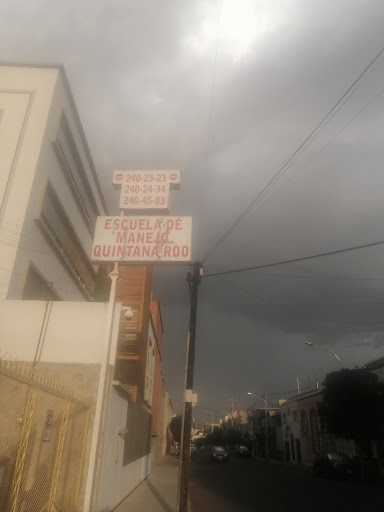 240-23-23
240-24-34
240-45-83
ESCUELA DE
MANEJO
QUINTANA ROO